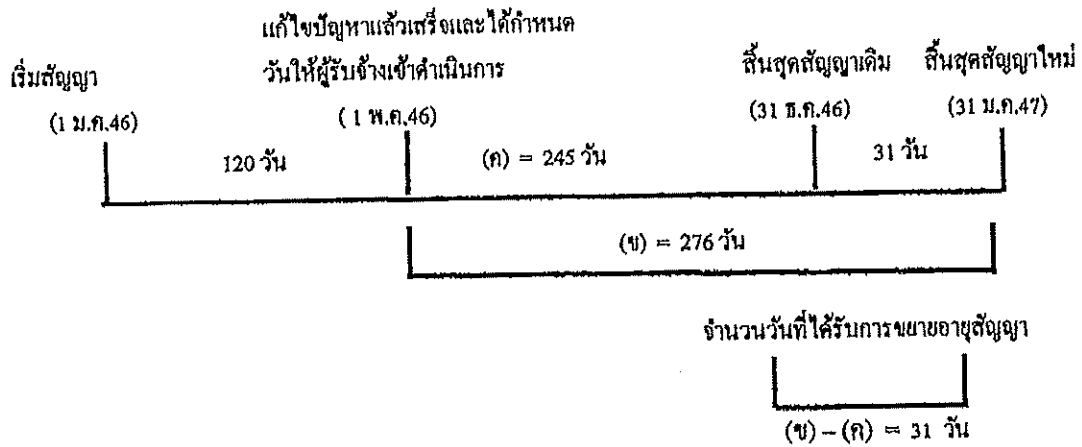 แก้ไขปัญหาแล้วเสร็จและได้กำหนด
วันให้ผู้รับจ้างเข้าดำเนินการ
เริ่มสัญญา
สิ้นสุดสัญญาเดิม
สิ้นสุดสัญญาใหม่
(1 ม.ค.46)
( 1 พ.ค.46)
(31 ธ.ค.46)
(31 ม.ค.47)
120 วัน
(ค) = 245 วัน
31 วัน
(ข) = 276 วัน
จำนวนวันที่ได้รับการขยายอายุสัญญา
(ข) – (ค) = 31 วัน